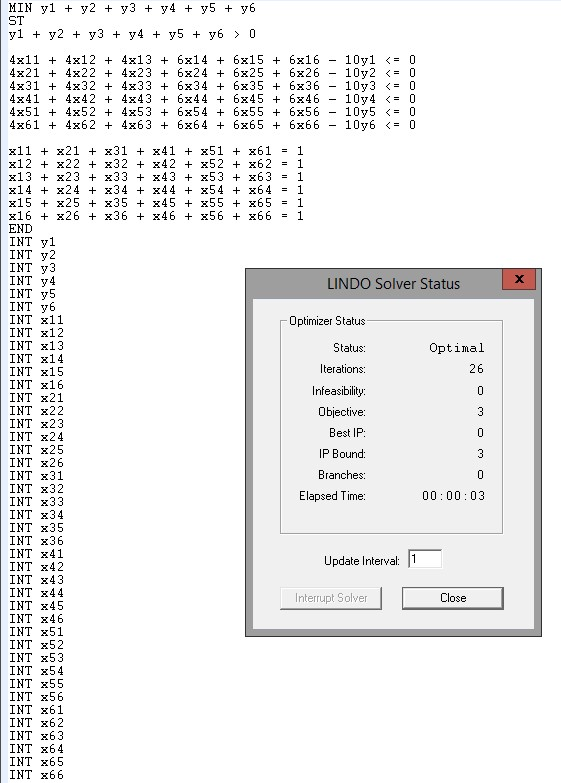 MIN y1 + y2 + y3 + y4 + y5 + y6
ST
y1 + y2 + y3 + y4 + y5 + y6 > 0
4x11 + 4x12 + 4x13 + 6x14 + 6x15 + 6x16 - 10y1 <= 0
4x21 + 4x22 + 4x23 + 6x24 + 6x25 + 6x26 - 10y2 <= 0
4x31 + 4x32 + 4x33 + 6x34 + 6x35 + 6x36 - 10y3 <= 0
4x41 + 4x42 + 4x43 + 6x44 + 6x45 + 6x46 - 10y4 <= 0
4x51 + 4x52 + 4x53 + 6x54 + 6x55 + 6x56 - 10y5 <= 0
4x61 + 4x62 + 4x63 + 6x64 + 6x65 + 6x66 - 10y6 <= 0
x11 + x21 + x31 + x41 + x51 + x61 = 1
x12 + x22 + x32 + x42 + x52 + x62 = 1
x13 + x23 + x33 + x43 + x53 + x63 = 1
x14 + x24 + x34 + x44 + x54 + x64 = 1
x15 + x25 + x35 + x45 + x55 + x65 = 1
x16 + x26 + x36 + x46 + x56 + x66 = 1
END
INT y1
INT y2
INT y3
INT y4
INT y5
INT y6
INT x11
INT x12
INT x13
INT x14
INT x15
INT x16
INT x21
INT x22
INT x23
INT x24
INT x25
INT x26
INT x31
INT x32
INT x33
INT x34
INT x35
INT x36
INT x41
INT x42
INT x43
INT x44
INT x45
INT x46
INT x51
INT x52
INT x53
INT x54
INT x55
INT x56
INT x61
INT x62
INT x63
INT x64
INT x65
INT x66
LINDO Solver Status
x
Optimizer Status
Status: Optimal
Iterations: 26
Infeasibility: 0
Objective: 3
Best IP: 0
IP Bound: 3
Branches: 0
Elapsed Time: 00:00:03
Update Interval: 1
Interrupt Solver
Close